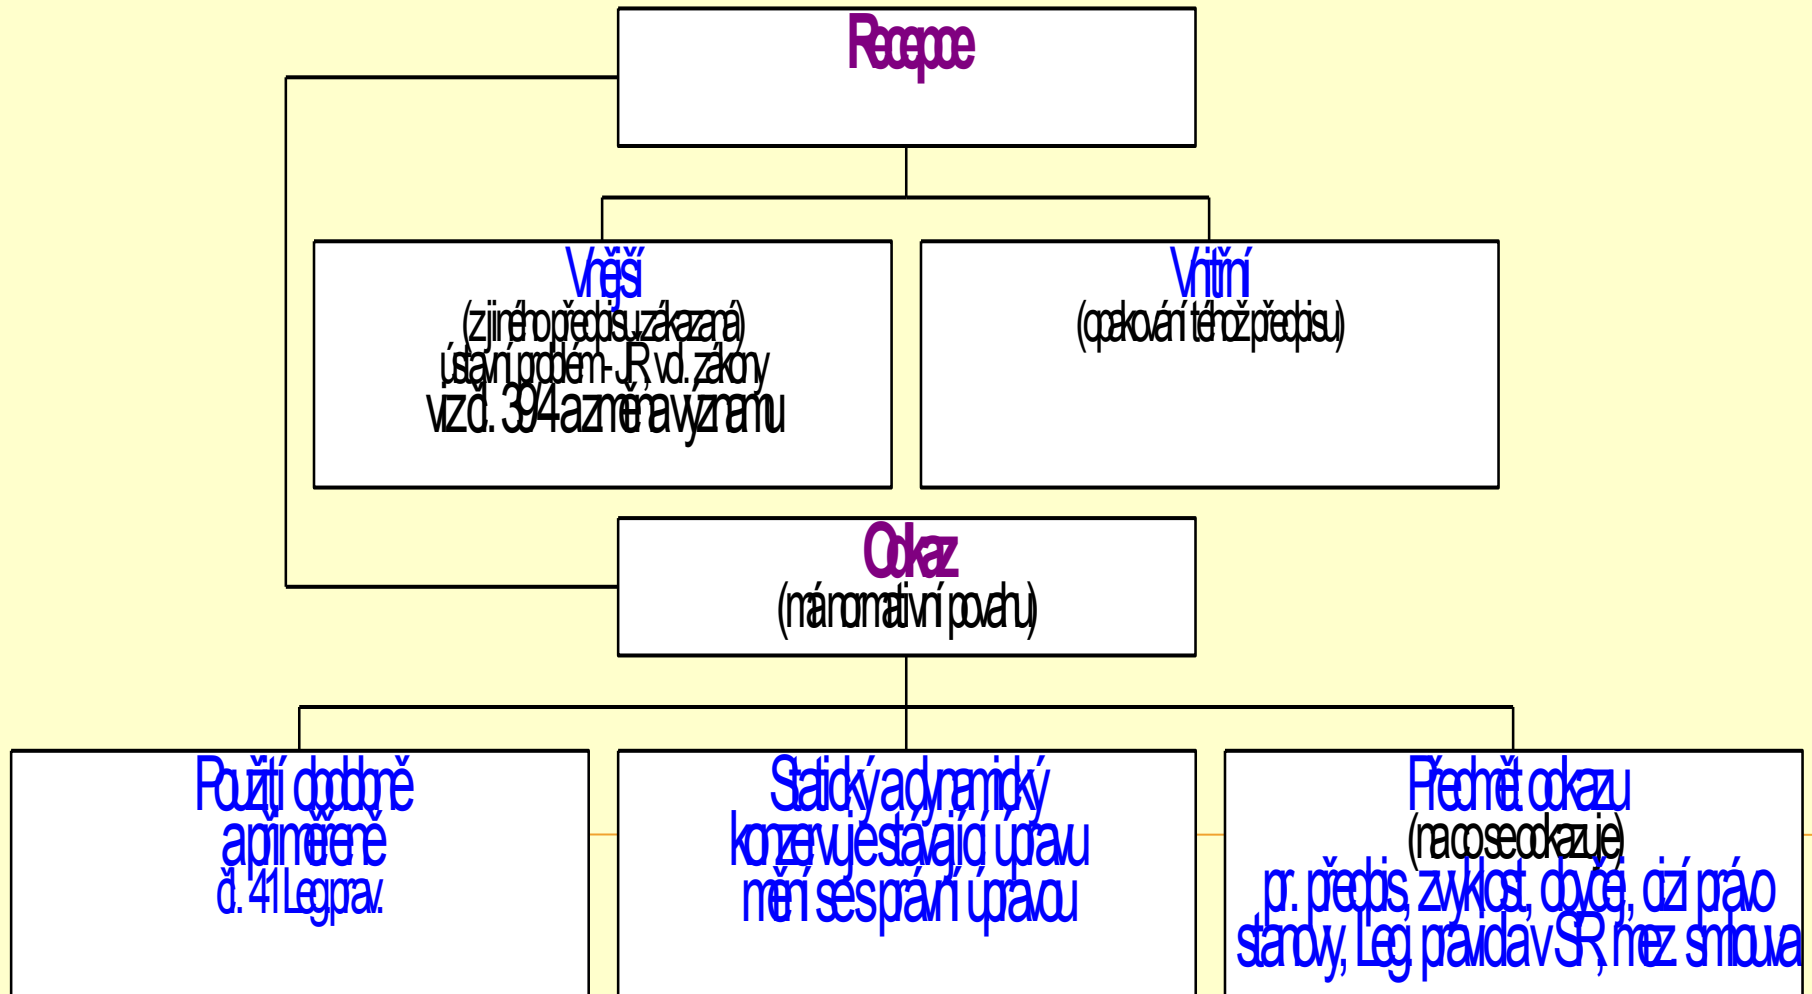 Recepce
Vnější
(z jiného předpisu-zákazaná)
ústavní problém - JŘ, vol. zákony
viz čl. 39/4 a změna významu
Vnitřní
(opakování téhož předpisu)
Odkaz
(má normativní povahu)
Použití obdobně
a přiměřeně
čl. 41 Leg.prav.
Statický a dynamický
konzervuje stávající úpravu
mění se s právní úpravou
Předmět odkazu
(na co se odkazuje)
pr. předpis, zvyklost, obyčej, cizí právo
stanovy, Leg. pravidla v SR, mez. smlouva